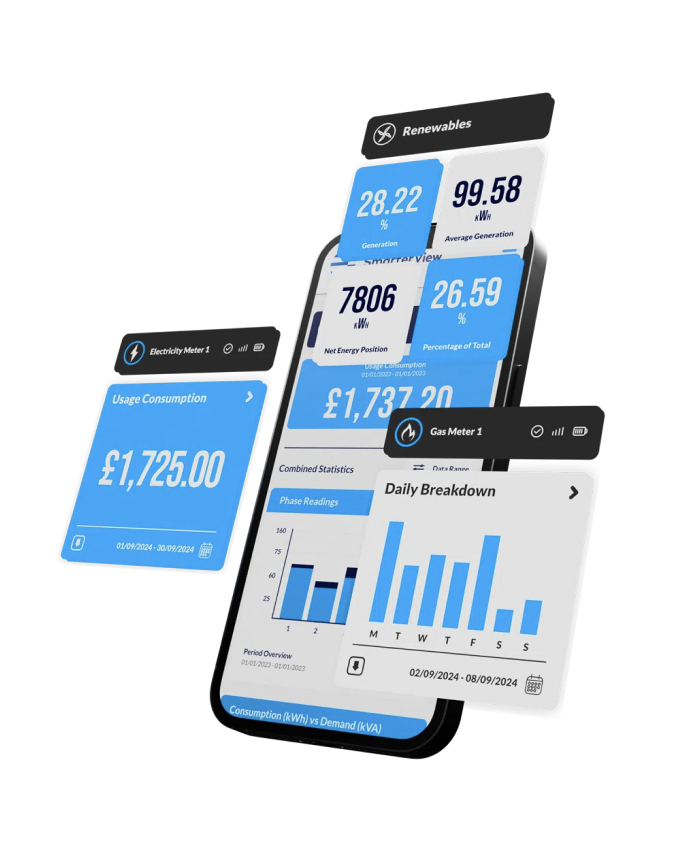 Renewables
28.22
%
Generation
99.58
kWh
Average Generation
SmarterView
7806
kWh
Net Energy Position
26.59
%
Percentage of Total
Electricity Meter 1
Usage Consumption
£1,725.00
01/09/2024 - 30/09/2024
Usage Consumption
01/01/2023 - 01/01/2023
£1,737.20
Gas Meter 1
Daily Breakdown
M T W T F S S
02/09/2024 - 08/09/2024
Combined Statistics
Data Range
Phase Readings
160
75
60
25
1 2
Period Overview
01/01/2023 - 01/01/2023
Consumption (kWh) vs Demand (kVA)